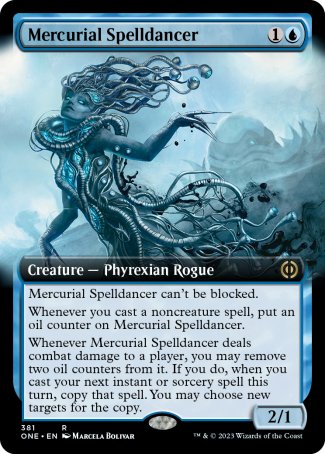 Mercurial Spelldancer 1
Creature — Phyrexian Rogue
Mercurial Spelldancer can't be blocked.
Whenever you cast a noncreature spell, put an
oil counter on Mercurial Spelldancer.
Whenever Mercurial Spelldancer deals
combat damage to a player, you may remove
two oil counters from it. If you do, when you
cast your next instant or sorcery spell this
turn, copy that spell. You may choose new
targets for the copy.
2/1
381 R
ONE • EN Marcela Bolivar ™ & © 2023 Wizards of the Coast